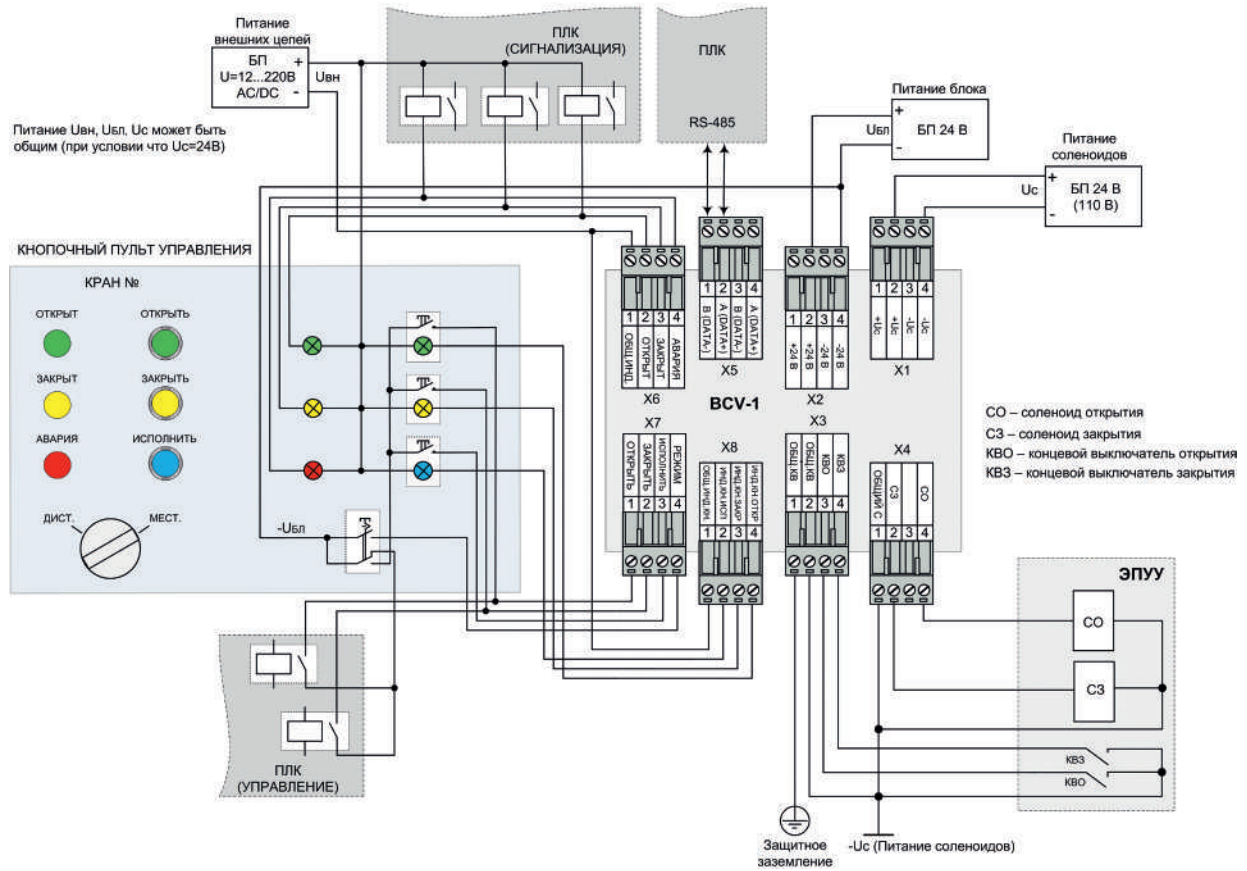 Питание
внешних цепей
БП
U=12...220В
AC/DC
+
-
Uвн
ПЛК
(СИГНАЛИЗАЦИЯ)
ПЛК
RS-485
Питание блока
+
-
Uбл
БП 24 В
Питание
соленоидов
+
-
Uс
БП 24 В
(110 В)
Питание Uвн, Uбл, Uс может быть
общим (при условии что Uс=24В)
КНОПОЧНЫЙ ПУЛЬТ УПРАВЛЕНИЯ
КРАН №
ОТКРЫТ
ОТКРЫТЬ
ЗАКРЫТ
ЗАКРЫТЬ
АВАРИЯ
ИСПОЛНИТЬ
ДИСТ.
МЕСТ.
-Uбл
1 2 3 4
ОБЩ.ИНД.
ОТКРЫТ
ЗАКРЫТ
АВАРИЯ
X6
1 2 3 4
B (DATA-)
A (DATA+)
B (DATA-)
A (DATA+)
X5
1 2 3 4
+24 В
+24 В
-24 В
-24 В
X2
1 2 3 4
+Uс
+Uс
-Uс
-Uс
X1
BCV-1
X7
ОТКРЫТЬ
ЗАКРЫТЬ
ИСПОЛНИТЬ
РЕЖИМ
1 2 3 4
X8
ОБЩ.ИНД.КН.
ИНД.КН.ИСП
ИНД.КН.ЗАКР
ИНД.КН.ОТКР
1 2 3 4
X3
ОБЩ.КВ
ОБЩ.КВ
КВО
КВЗ
1 2 3 4
X4
ОБЩИЙ С
СЗ
СО
1 2 3 4
СО – соленоид открытия
СЗ – соленоид закрытия
КВО – концевой выключатель открытия
КВЗ – концевой выключатель закрытия
ЭПУУ
СО
СЗ
КВЗ
КВО
ПЛК
(УПРАВЛЕНИЕ)
Защитное
заземление
-Uс (Питание соленоидов)